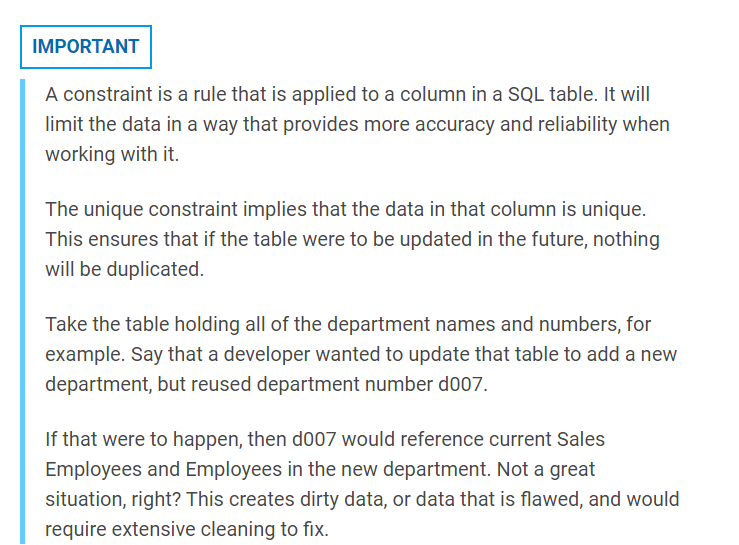 IMPORTANT
A constraint is a rule that is applied to a column in a SQL table. It will
limit the data in a way that provides more accuracy and reliability when
working with it.
The unique constraint implies that the data in that column is unique.
This ensures that if the table were to be updated in the future, nothing
will be duplicated.
Take the table holding all of the department names and numbers, for
example. Say that a developer wanted to update that table to add a new
department, but reused department number d007.
If that were to happen, then d007 would reference current Sales
Employees and Employees in the new department. Not a great
situation, right? This creates dirty data, or data that is flawed, and would
require extensive cleaning to fix.